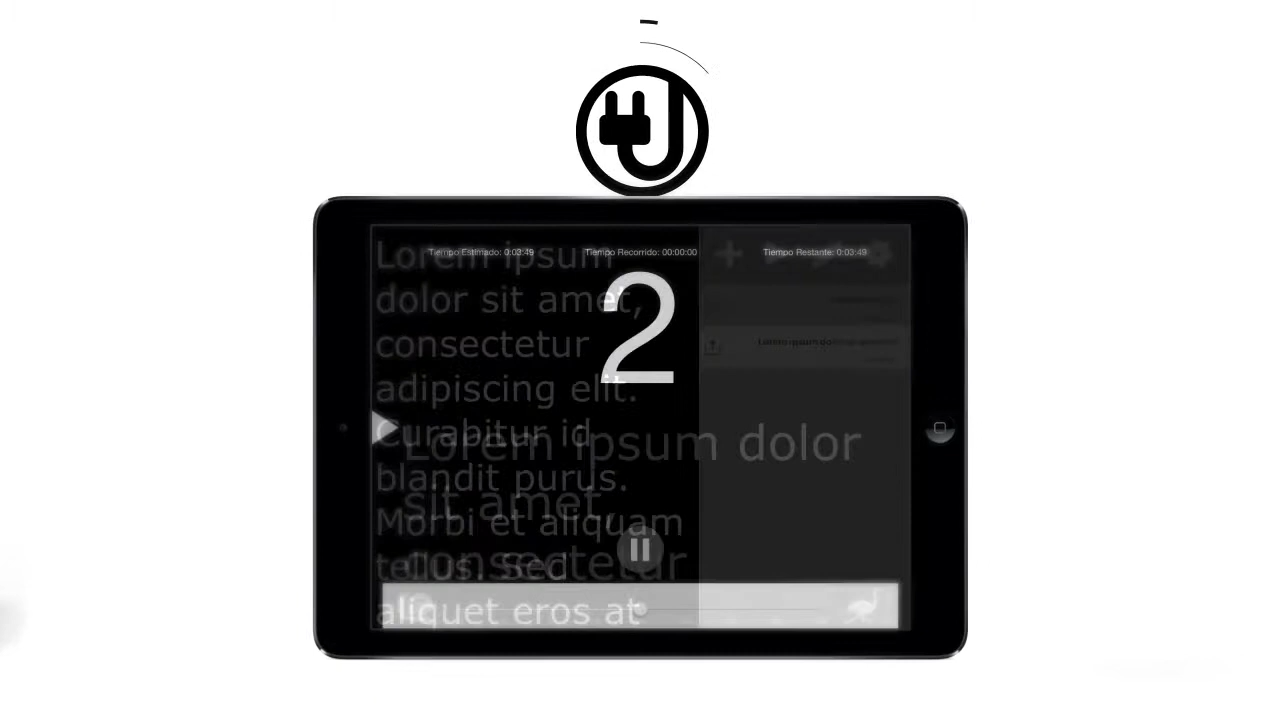 Tiempo Estimado: 0:03:49
Tiempo Recorrido: 00:00:00
Tiempo Restante: 0:03:49
2
Lorem ipsum
dolor sit amet,
consectetur
adipiscing elit.
Curabitur id
blandit purus.
Morbi et aliquam
tellus. Sed
aliquet eros at
Lorem ipsum dolor
sit amet,
consectetur